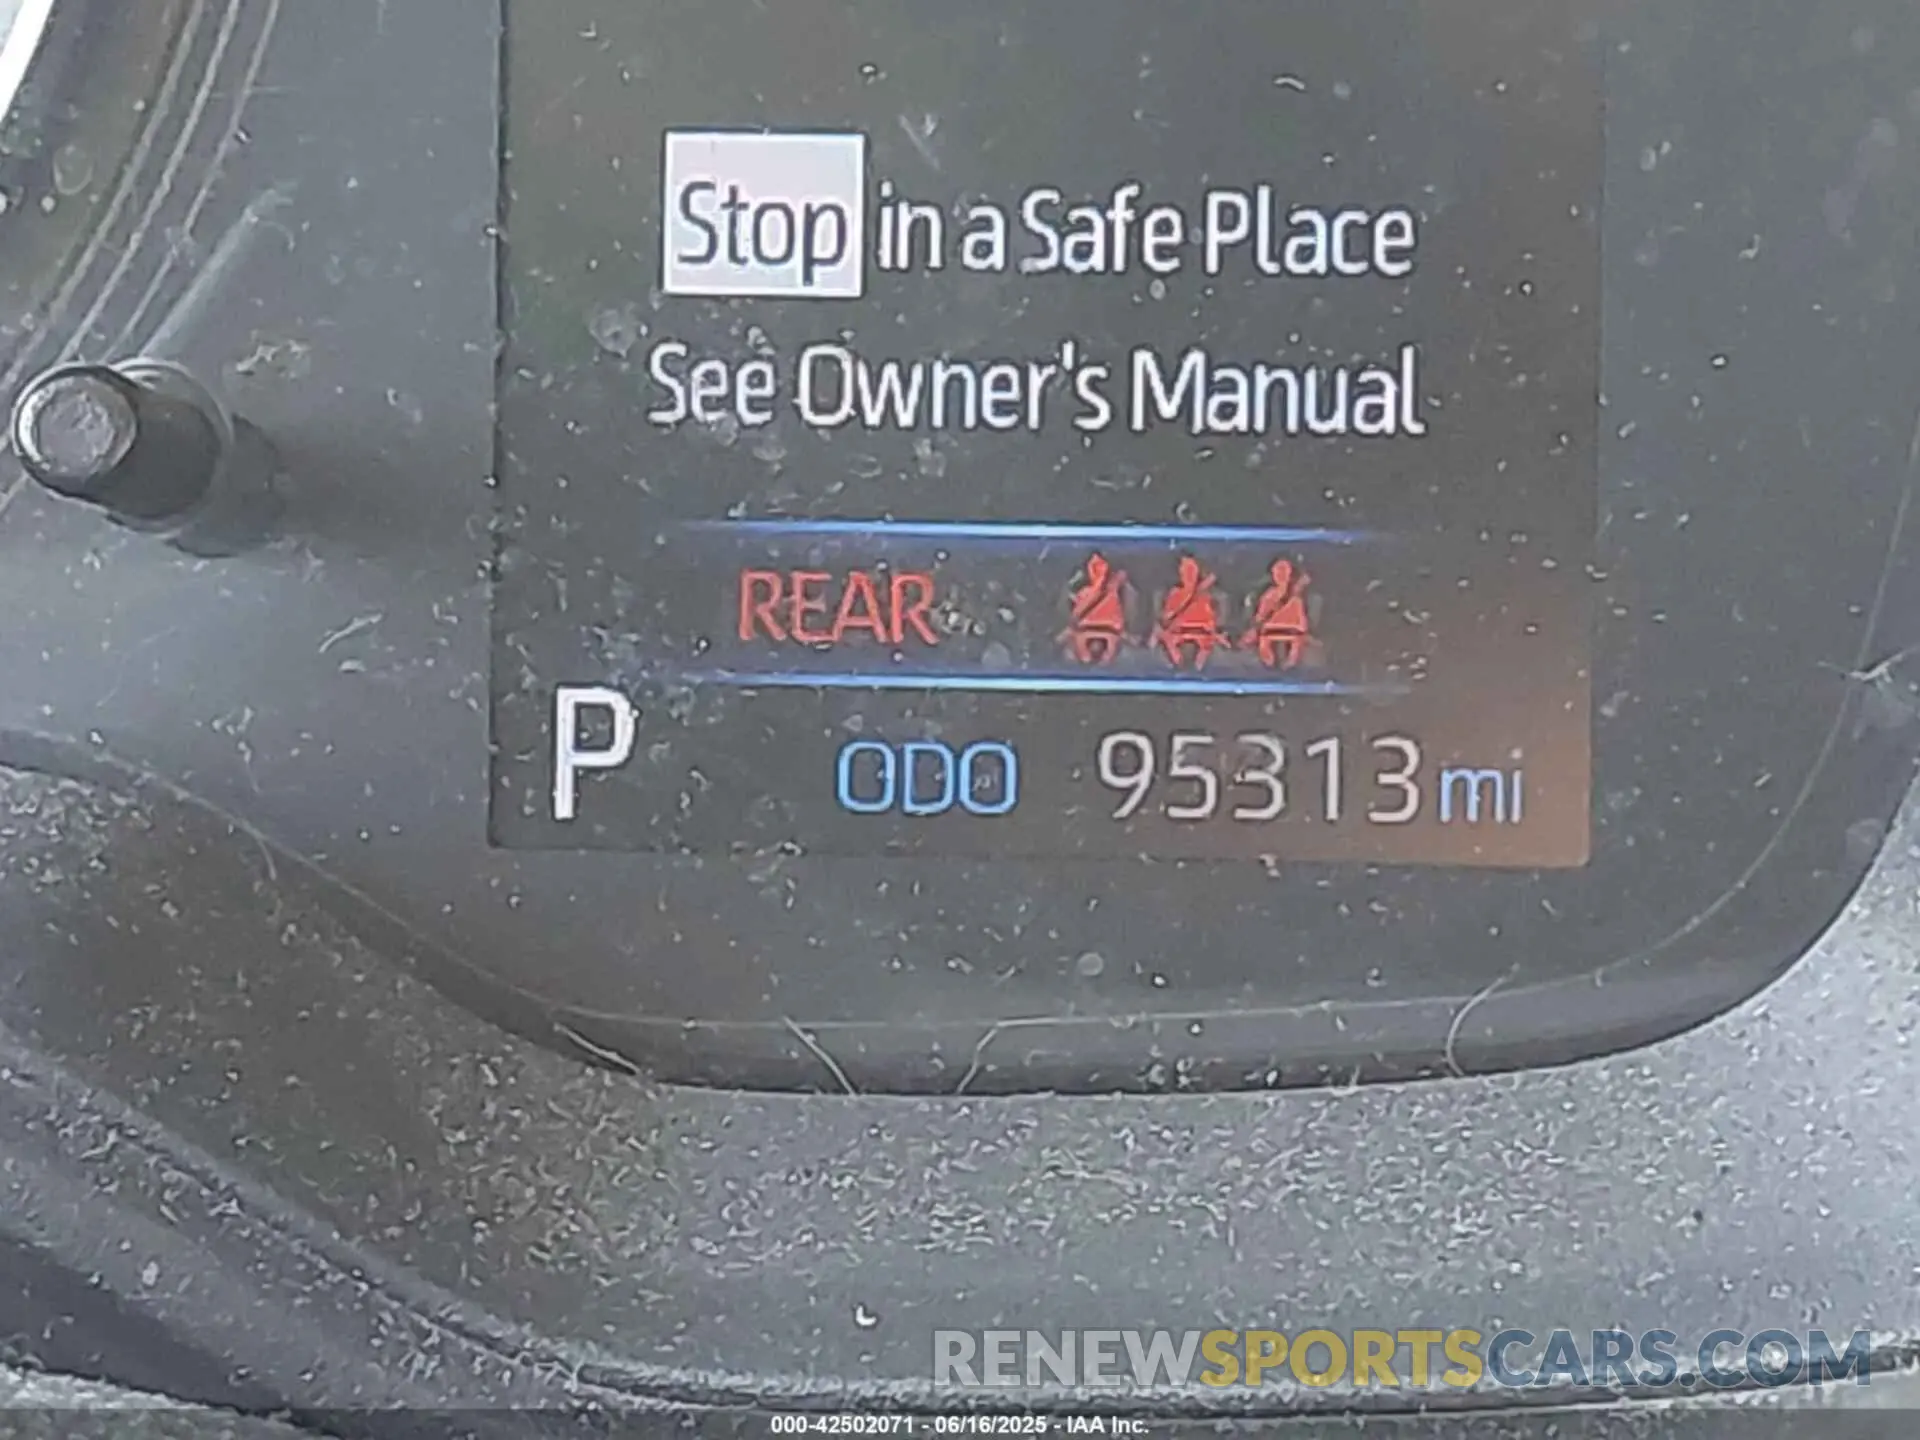 Stop in a Safe Place
See Owner's Manual
REAR
P ODO 95313 mi
RENEWSPORTSCARS.COM
000-42502071 - 06/16/2025 - IAA Inc.